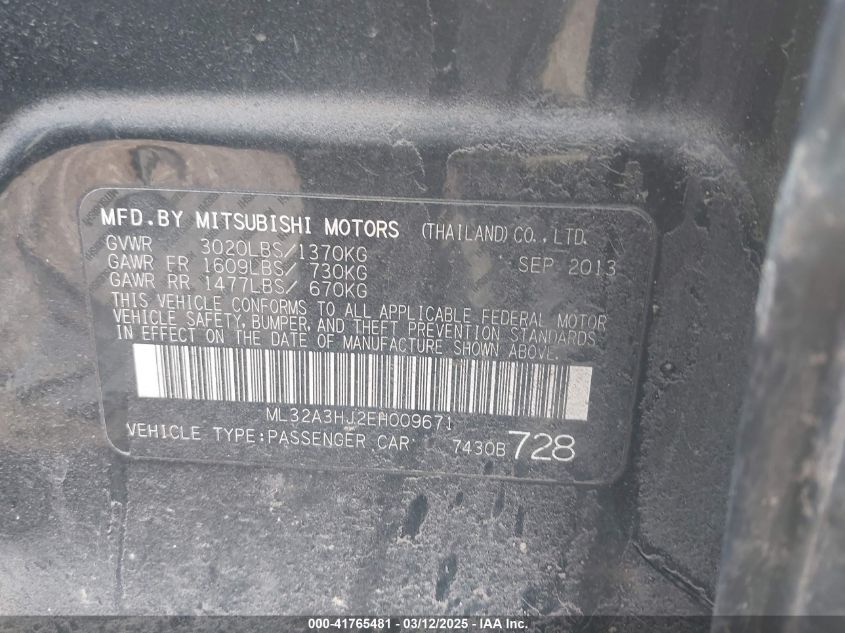 MFD.BY MITSUBISHI MOTORS (THAILAND) CO., LTD.
GVWR 3020LBS/1370KG SEP 2013
GAWR FR 1609LBS/ 730KG
GAWR RR 1477LBS/ 670KG
THIS VEHICLE CONFORMS TO ALL APPLICABLE FEDERAL MOTOR
VEHICLE SAFETY, BUMPER, AND THEFT PREVENTION STANDARDS
IN EFFECT ON THE DATE OF MANUFACTURE SHOWN ABOVE.
ML32A3HJ2EH009671
VEHICLE TYPE:PASSENGER CAR 7430B 728
000-41765481 - 03/12/2025 - IAA Inc.